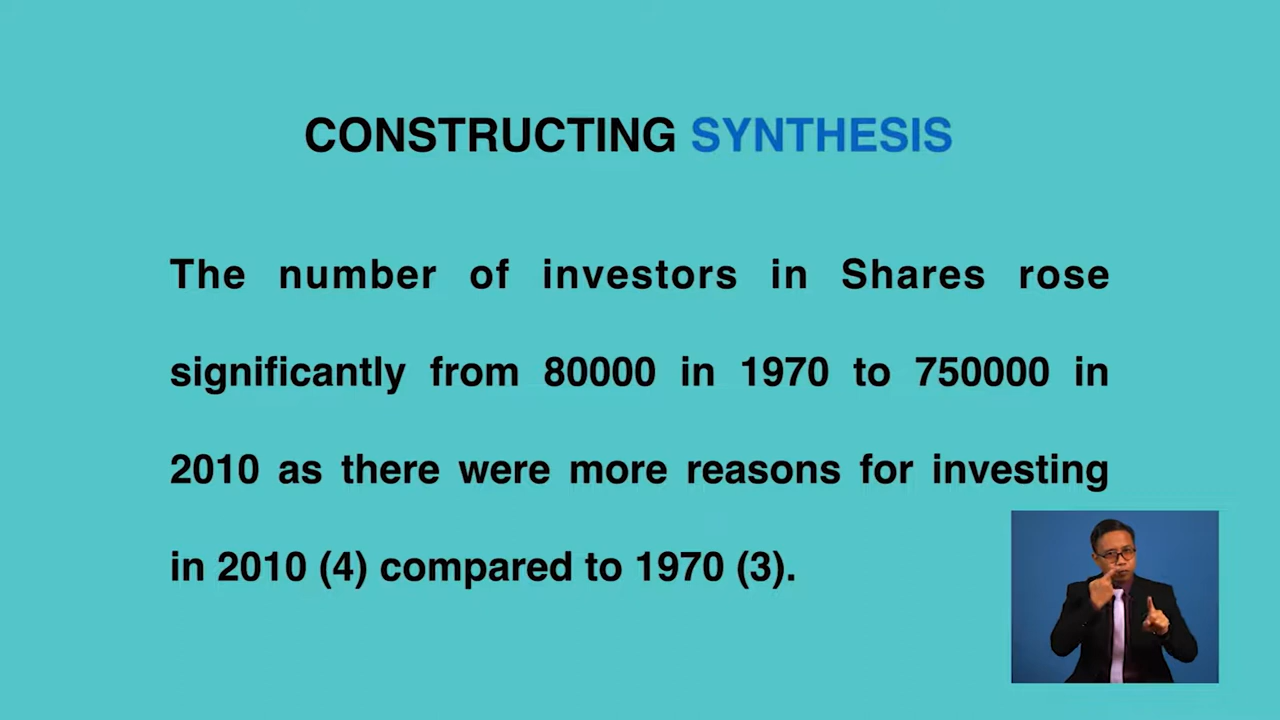 CONSTRUCTING SYNTHESIS
The number of investors in Shares rose
significantly from 80000 in 1970 to 750000 in
2010 as there were more reasons for investing
in 2010 (4) compared to 1970 (3).